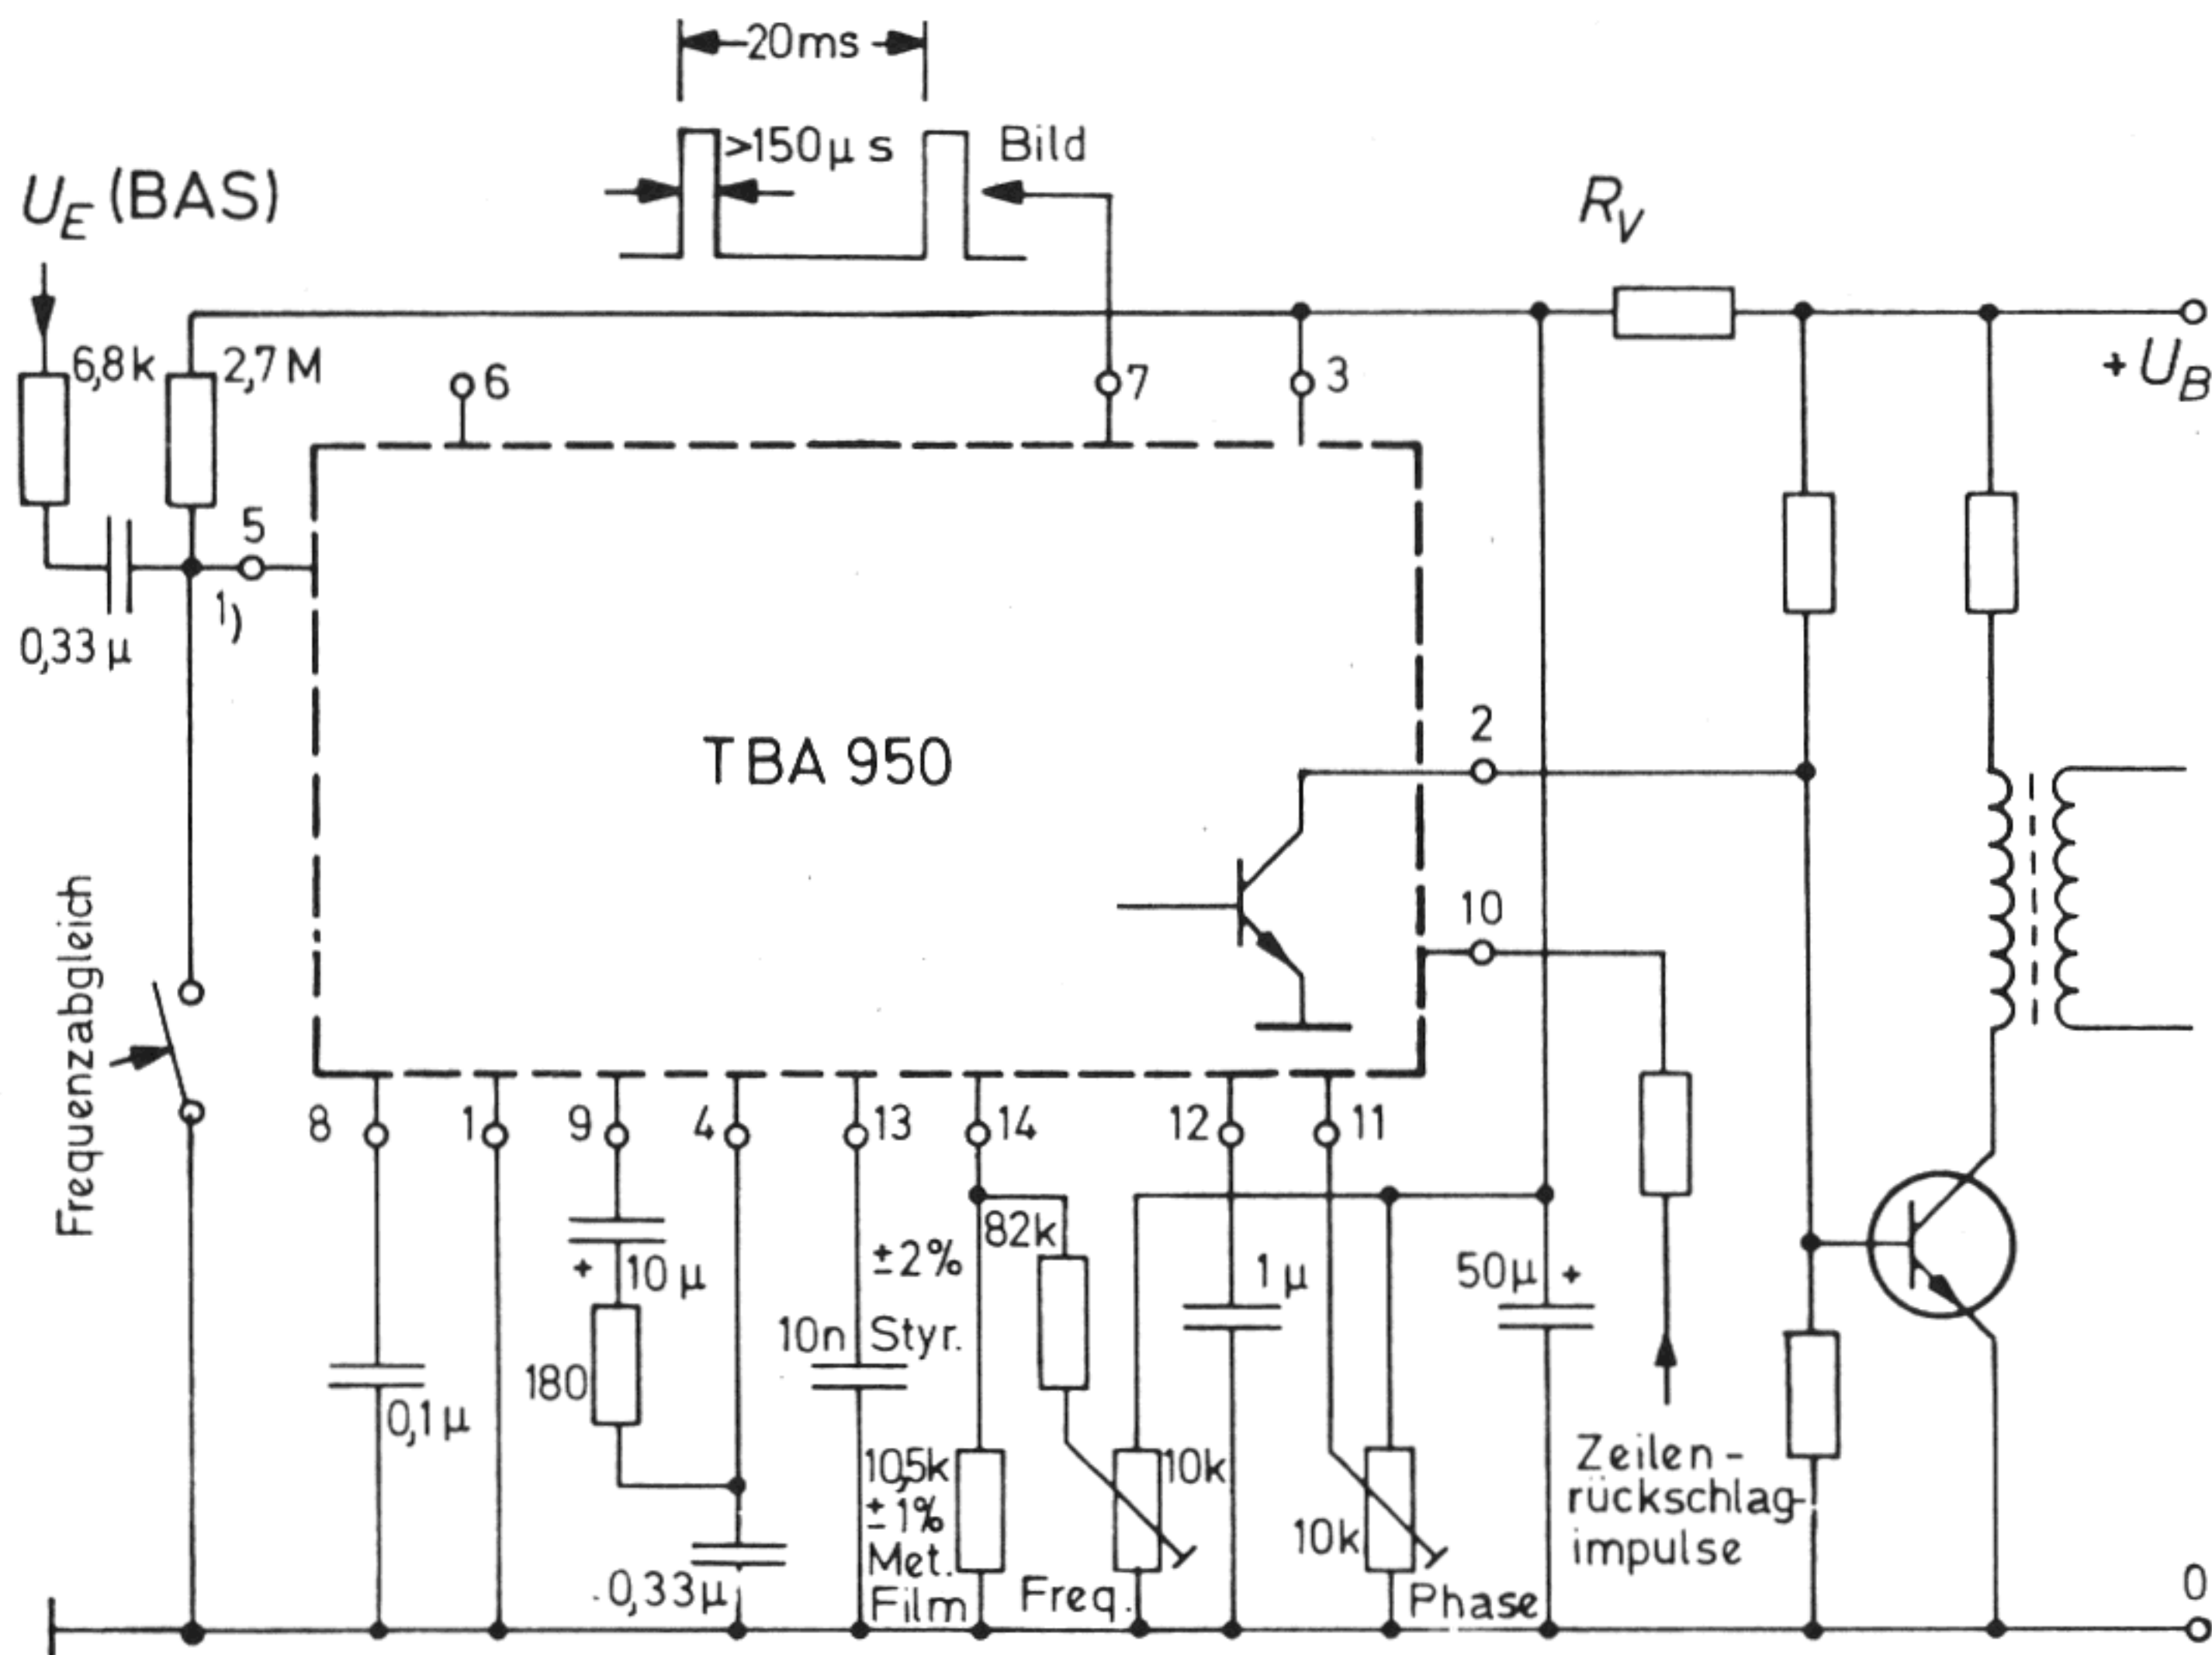 20ms
>150µs
Bild
U_E (BAS)
R_V
6,8k
2,7M
6
7
3
+U_B
5
1)
0,33µ
TBA 950
2
10
Frequenzabgleich
8
1
9
4
13
14
12
11
82k
±2%
+
10µ
1µ
50µ +
10n Styr.
180
0,1µ
10,5k
±1%
Met.
Film
10k
10k
Zeilen-
rückschlag-
impulse
0,33µ
Freq.
Phase
0